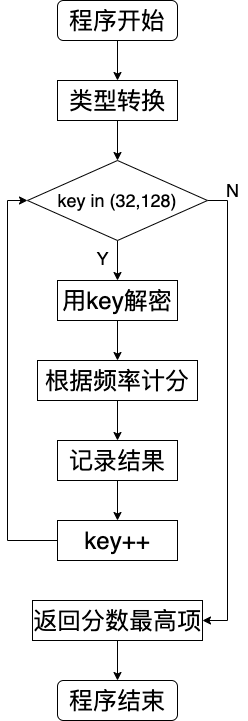 程序开始
类型转换
key in (32,128)
N
Y
用key解密
根据频率计分
记录结果
key++
返回分数最高项
程序结束